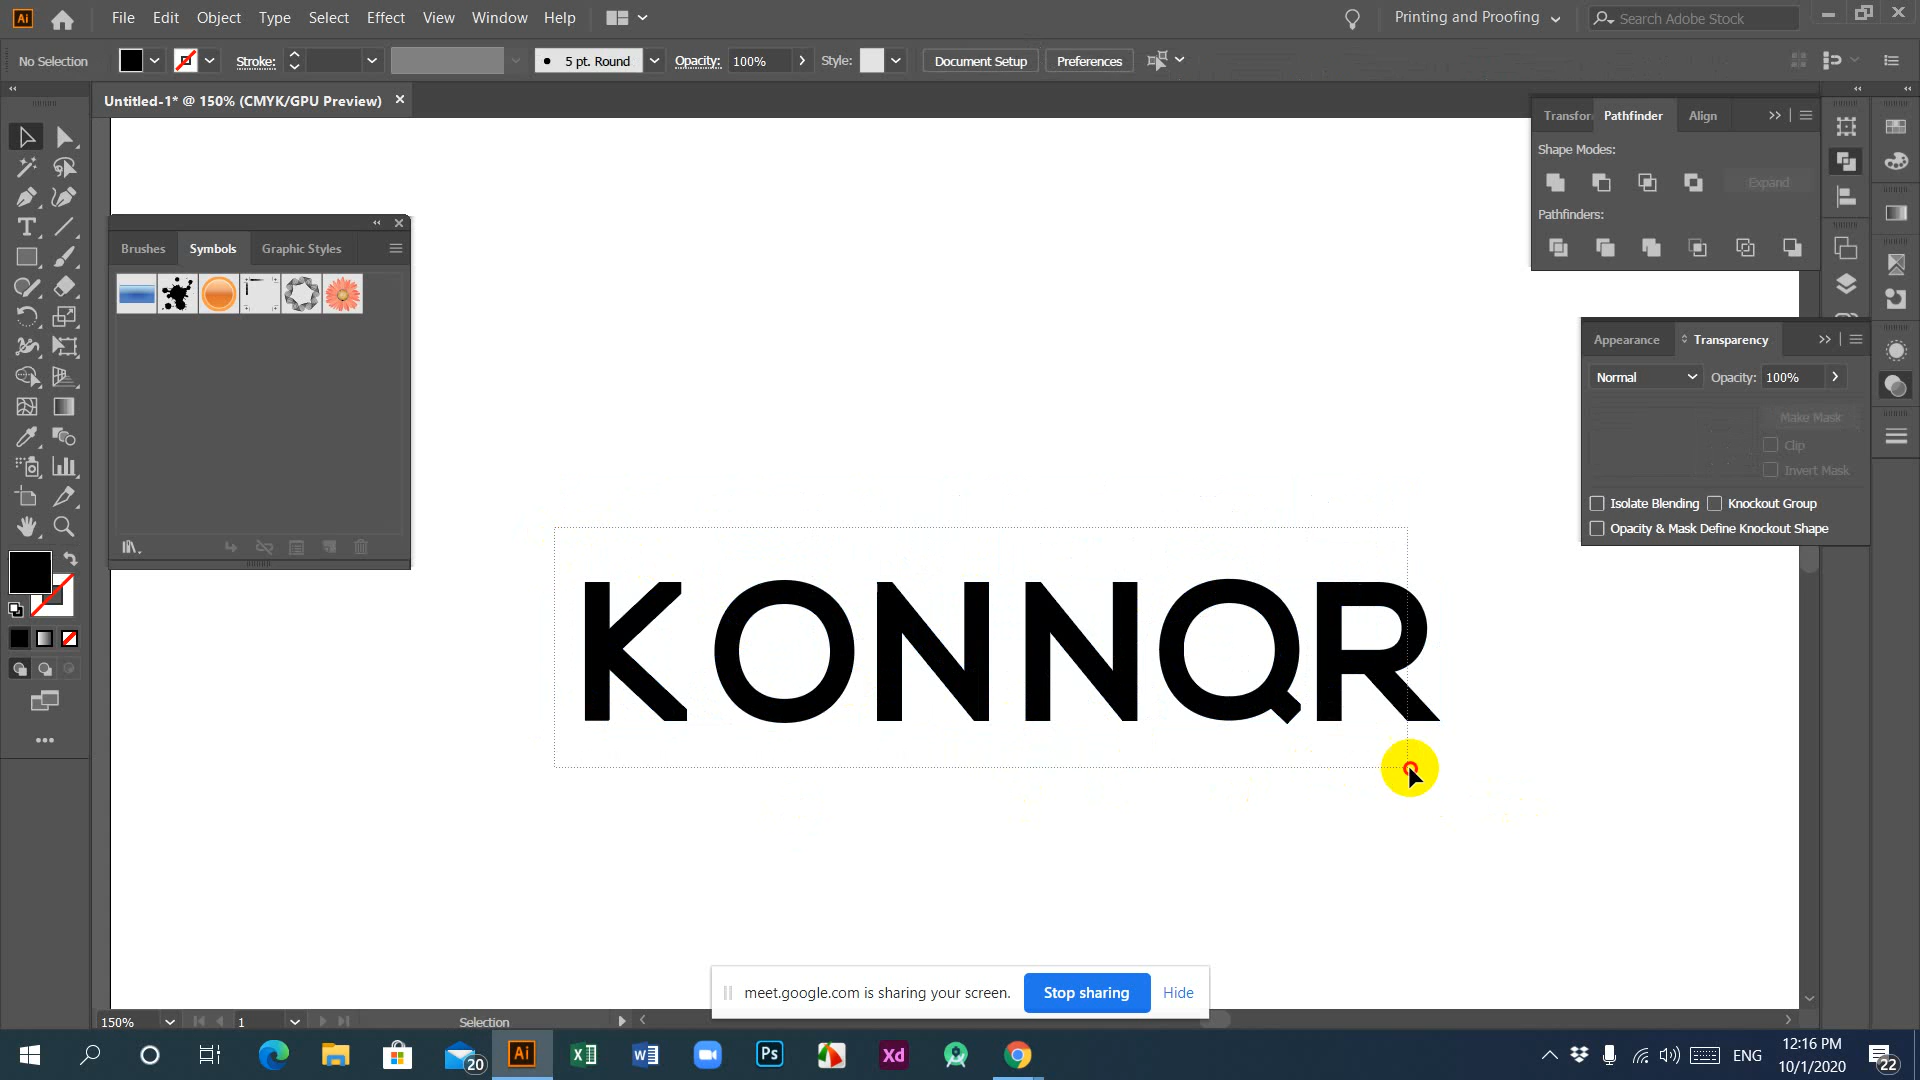 Ai File Edit Object Type Select Effect View Window Help Printing and Proofing Search Adobe Stock
No Selection Stroke: 5 pt. Round Opacity: 100% Style: Document Setup Preferences
Untitled-1* @ 150% (CMYK/GPU Preview)
Transfor Pathfinder Align
Shape Modes:
Expand
Pathfinders:
Brushes Symbols Graphic Styles
Appearance Transparency
Normal Opacity: 100%
Make Mask
Clip
Invert Mask
Isolate Blending Knockout Group
Opacity & Mask Define Knockout Shape
KONNQR
meet.google.com is sharing your screen. Stop sharing Hide
150% 1 Selection
20 Ai Ps Xd ENG 12:16 PM
10/1/2020 22